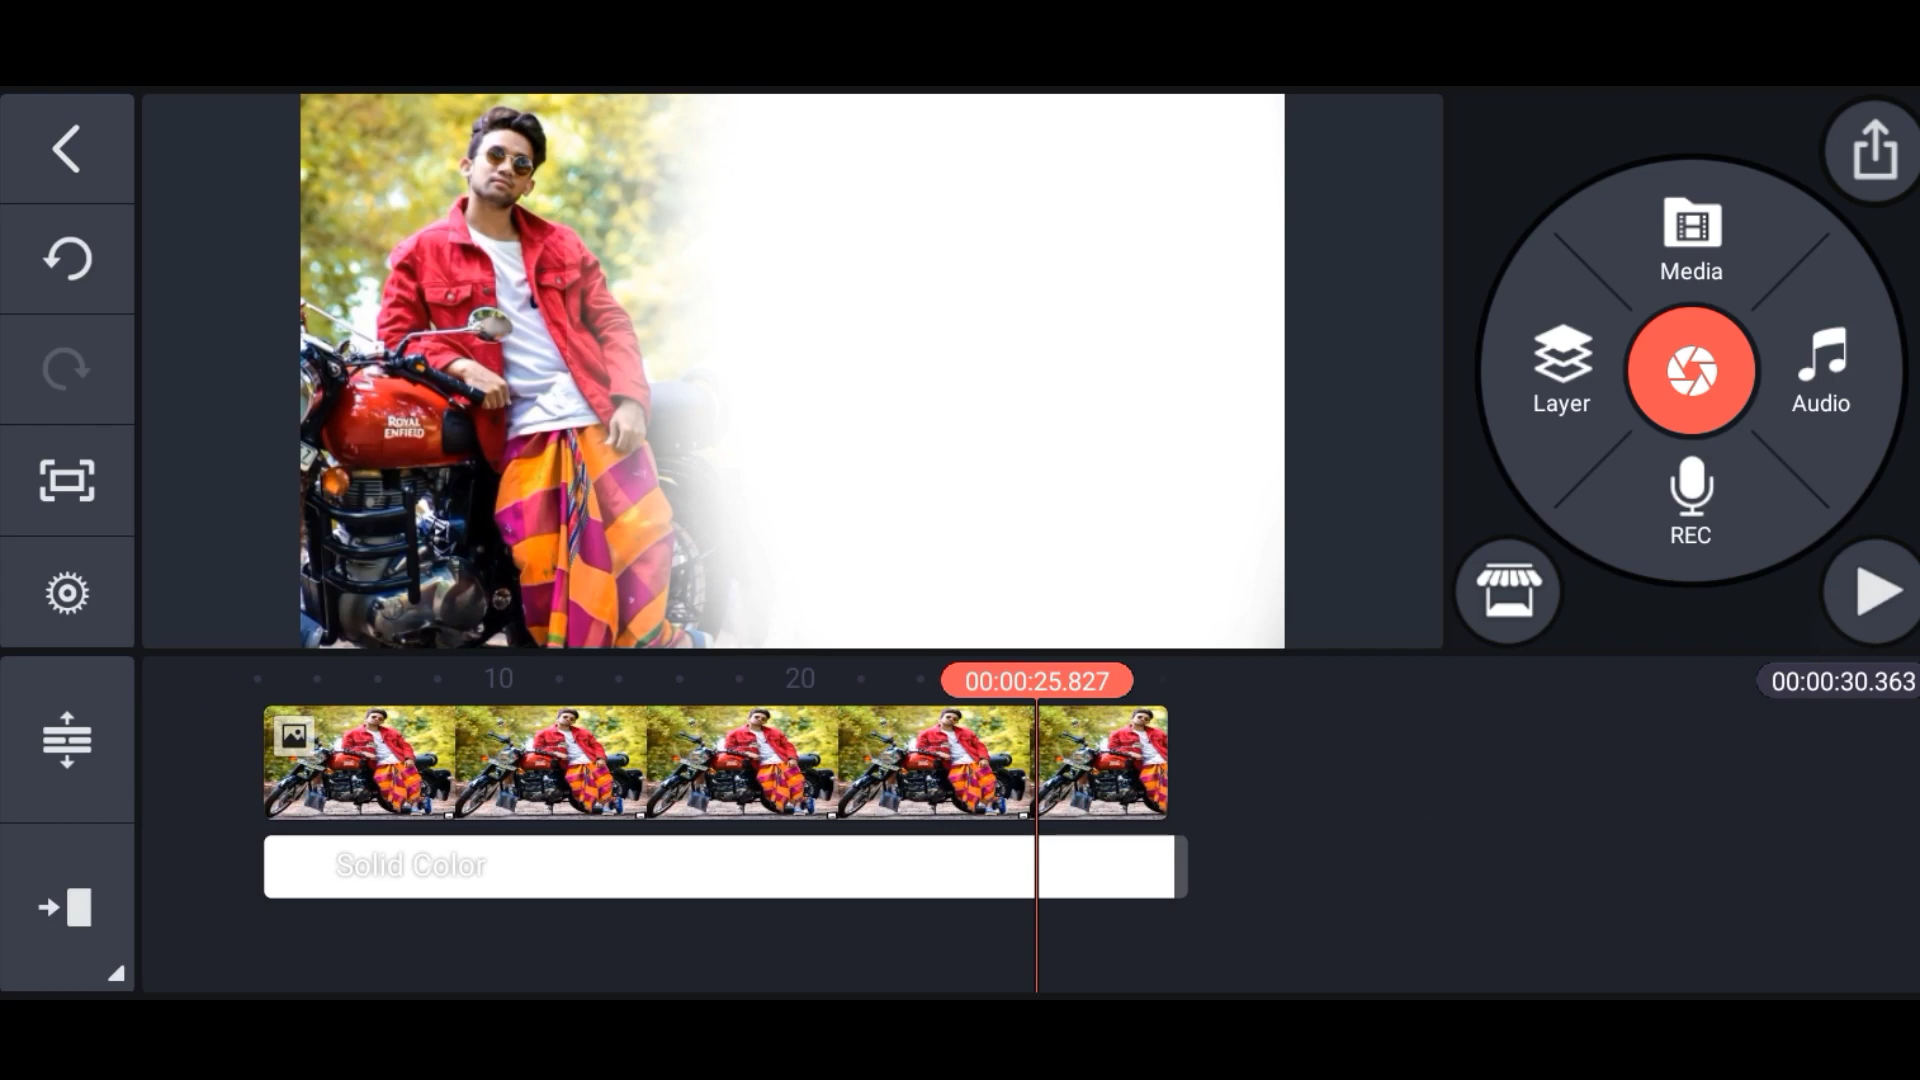 Media
Layer
Audio
REC
ROYAL
ENFIELD
10
20
00:00:25.827
00:00:30.363
Solid Color